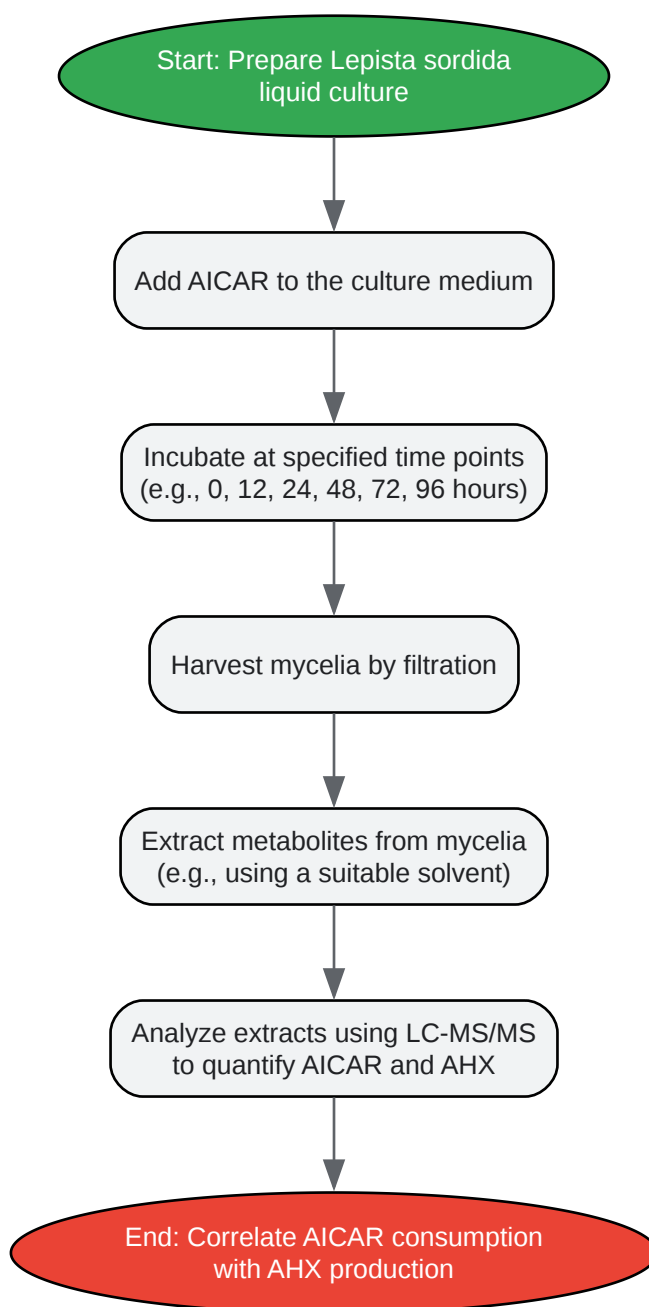 Start: Prepare Lepista sordida
liquid culture
Add AICAR to the culture medium
Incubate at specified time points
(e.g., 0, 12, 24, 48, 72, 96 hours)
Harvest mycelia by filtration
Extract metabolites from mycelia
(e.g., using a suitable solvent)
Analyze extracts using LC-MS/MS
to quantify AICAR and AHX
End: Correlate AICAR consumption
with AHX production